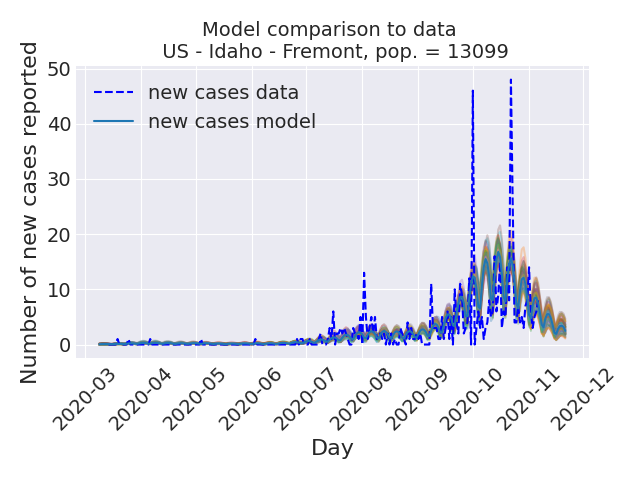 Model comparison to data
US - Idaho - Fremont, pop. = 13099
Number of new cases reported
50
40
30
20
10
0
new cases data
new cases model
2020-03
2020-04
2020-05
2020-06
2020-07
2020-08
2020-09
2020-10
2020-11
2020-12
Day